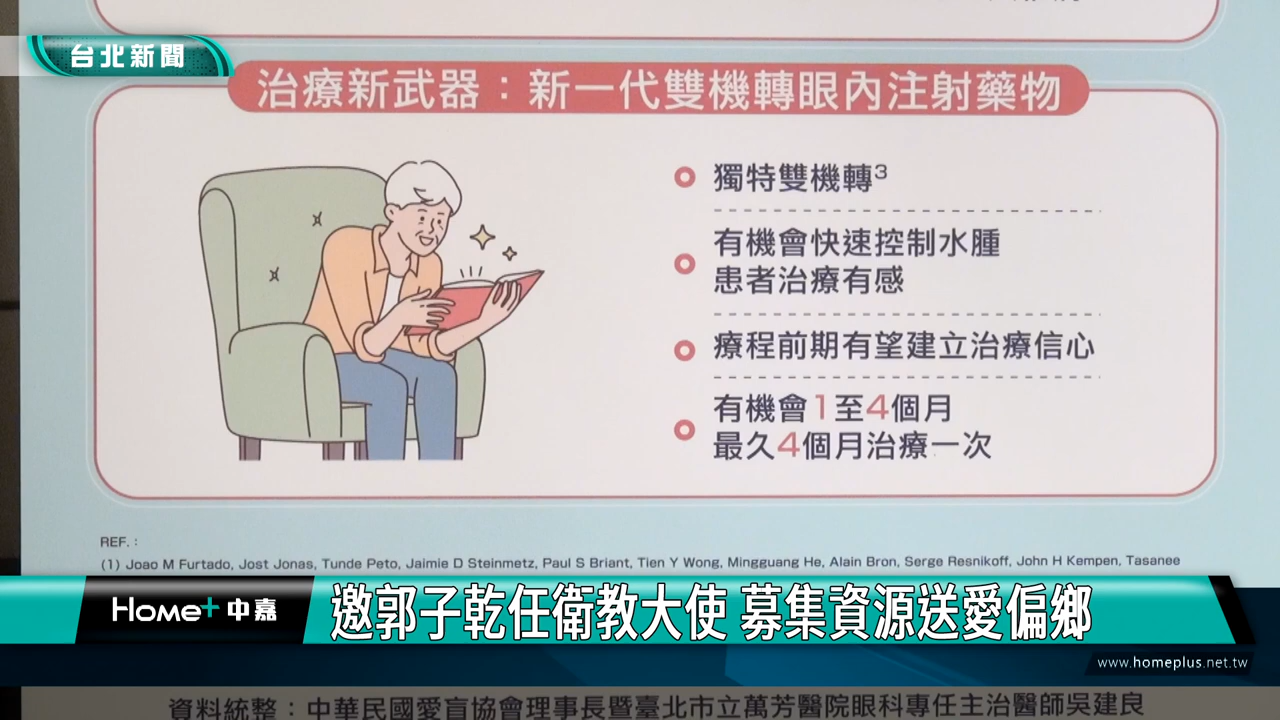 台北新聞
治療新武器：新一代雙機轉眼內注射藥物
獨特雙機轉3
有機會快速控制水腫
患者治療有感
療程前期有望建立治療信心
有機會1至4個月
最久4個月治療一次
REF.：
(1) Joao M Furtado, Jost Jonas, Tunde Peto, Jaimie D Steinmetz, Paul S Briant, Tien Y Wong, Mingguang He, Alain Bron, Serge Resnikoff, John H Kempen, Tasanee
Home+ 中嘉
邀郭子乾任衛教大使 募集資源送愛偏鄉
www.homeplus.net.tw
資料統整：中華民國愛盲協會理事長暨臺北市立萬芳醫院眼科專任主治醫師吳建良